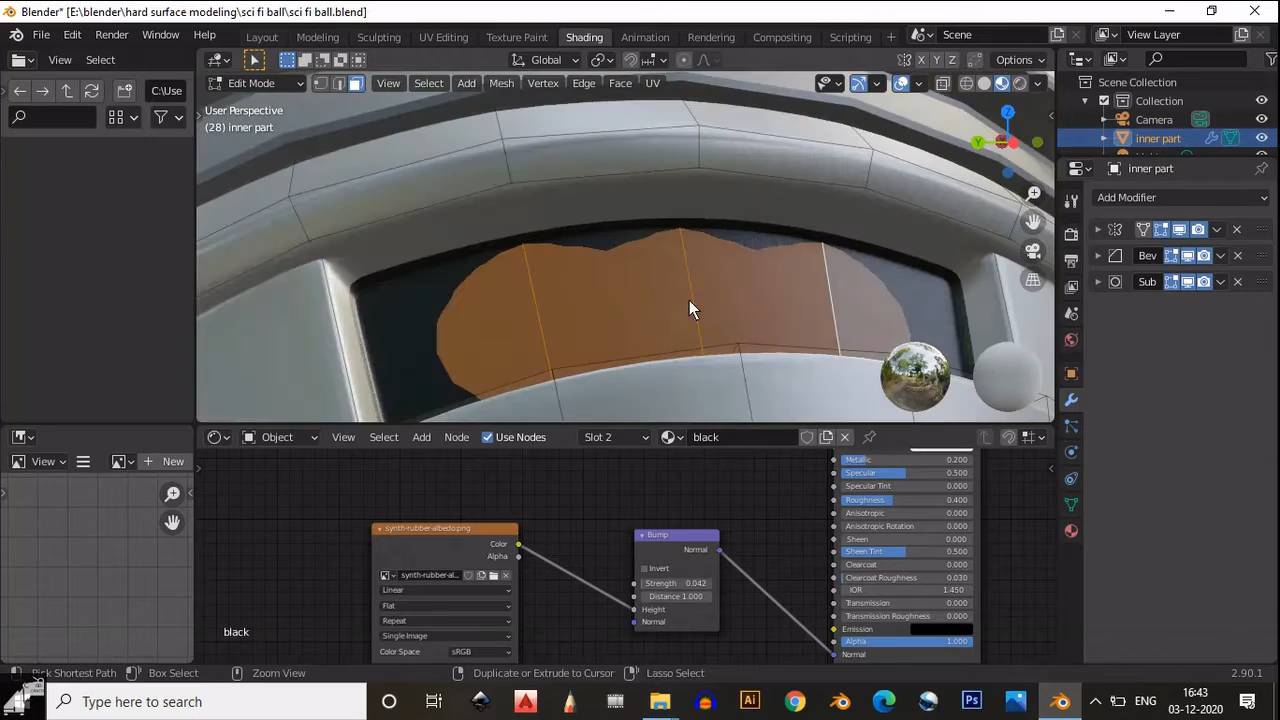 Blender* [E:\blender\hard surface modeling\sci fi ball\sci fi ball.blend]
File Edit Render Window Help Layout Modeling Sculpting UV Editing Texture Paint Shading Animation Rendering Compositing Scripting Scene View Layer
View Select Global X Y Z Options
C:\Use Edit Mode View Select Add Mesh Vertex Edge Face UV Scene Collection
User Perspective Collection
(28) inner part Camera
inner part
inner part
Add Modifier
Bev
Sub
Object View Select Add Node Use Nodes Slot 2 black
View New Metallic 0.200
Specular 0.500
Specular Tint 0.000
Roughness 0.400
Anisotropic 0.000
Anisotropic Rotation 0.000
Sheen 0.000
Sheen Tint 0.500
Clearcoat 0.000
Clearcoat Roughness 0.030
IOR 1.450
Transmission 0.000
Transmission Roughness 0.000
Emission
Alpha 1.000
Normal
synth-rubber-albedo.png
Color
Alpha
synth-rubber-al...
Linear
Flat
Repeat
Single Image
Color Space sRGB
Bump
Normal
Invert
Strength 0.042
Distance 1.000
Height
Normal
black
Pick Shortest Path Box Select Zoom View Duplicate or Extrude to Cursor Lasso Select 2.90.1
Type here to search ENG 16:43
03-12-2020